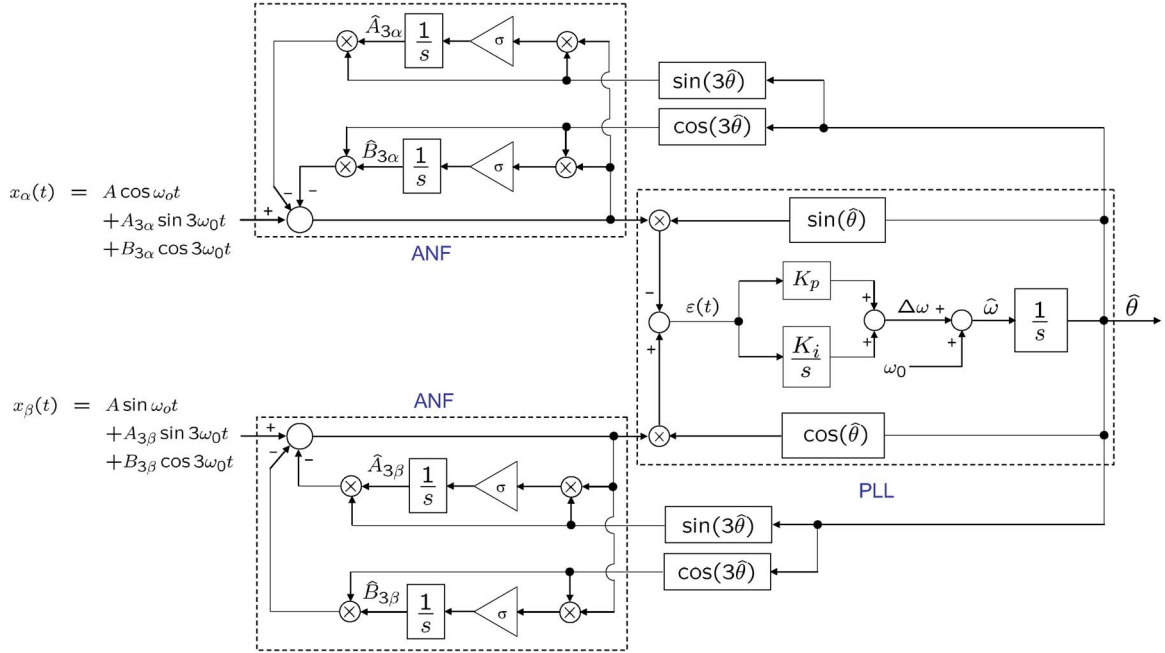 Â₃α
1/s
σ
sin(3θ̂)
cos(3θ̂)
B̂₃α
1/s
σ
xα(t) = A cos ωₒt
+A₃α sin 3ω₀t
+B₃α cos 3ω₀t
+
−
−
ANF
sin(θ̂)
−
ε(t)
+
Kp
Ki/s
+
+
Δω
+
ω̂
ω₀
+
1/s
θ̂
cos(θ̂)
PLL
ANF
xβ(t) = A sin ωₒt
+A₃β sin 3ω₀t
+B₃β cos 3ω₀t
+
−
−
Â₃β
1/s
σ
sin(3θ̂)
cos(3θ̂)
B̂₃β
1/s
σ